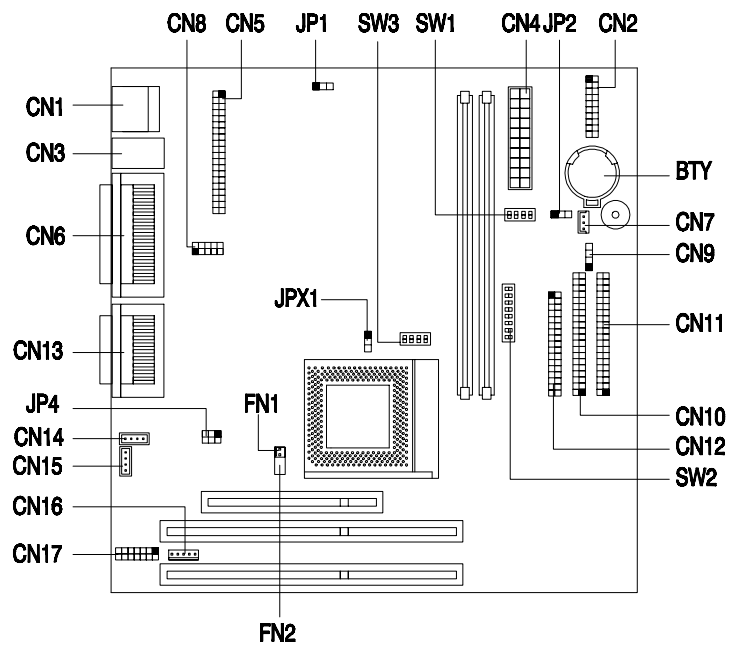 CN8 CN5 JP1 SW3 SW1 CN4 JP2 CN2
CN1
CN3
BTY
CN6
CN7
CN9
JPX1
CN11
CN13
JP4
FN1
CN10
CN14
CN12
CN15
SW2
CN16
CN17
FN2